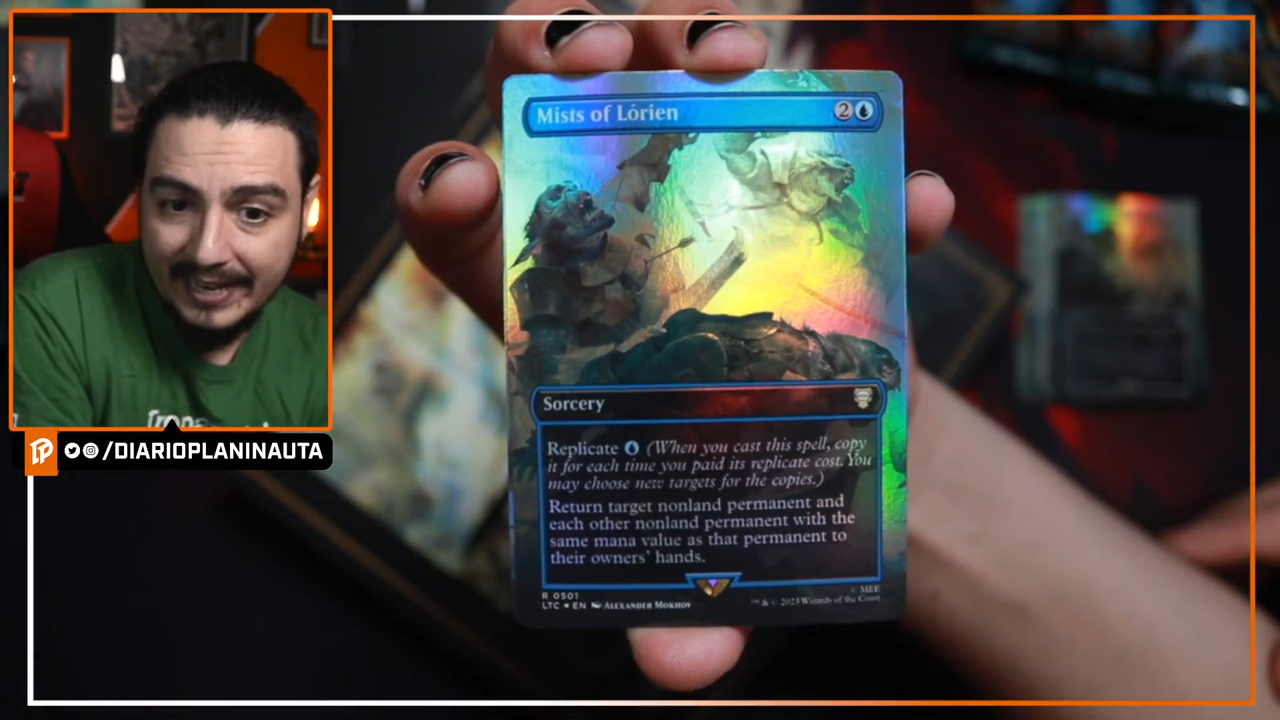 Mists of Lórien
2
Sorcery
Replicate (When you cast this spell, copy
it for each time you paid its replicate cost. You
may choose new targets for the copies.)
Return target nonland permanent and
each other nonland permanent with the
same mana value as that permanent to
their owners' hands.
R 0501
LTC ★ EN ALEXANDER MOKHOV
© MEE
™ & © 2023 Wizards of the Coast
/DIARIOPLANINAUTA